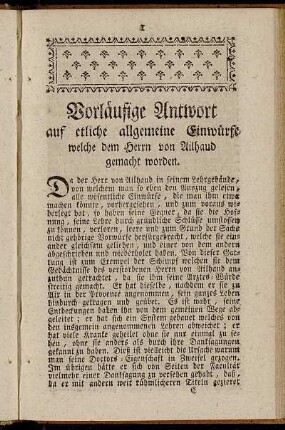 1
Vorläufige Antwort
auf etliche allgemeine Einwürfe,
welche dem Herrn von Ailhaud
gemacht worden.
Da der Herr von Ailhaud in seinem Lehrgebäude,
von welchem man so eben den Auszug gelesen,
alle wesentliche Einwürfe, die man ihm etwa
machen könnte, vorhergesehen, und zum voraus wi-
derlegt hat, so haben seine Gegner, da sie die Hof-
nung, seine Lehre durch gründliche Schlüsse umstossen
zu können, verloren, leere und zum Grund der Sache
nicht gehörige Vorwürfe hervorgesucht, welche sie eins
ander gleichsam geliehen, und einer von dem andern
abgeschrieben und wiederholet haben. Von dieser Gat-
tung ist zum Exempel der Schimpf welchen sie dem
Gedächtnisse des verstorbenen Herrn von Ailhaud an-
zuthun getrachtet, da sie ihm seine Arztes-Würde
streitig gemacht. Er hat dieselbe, nachdem er sie zu
Aix in der Provence angenommen, sein ganzes Leben
hindurch getragen und geübet. Es ist wahr, seine
Entdeckungen haben ihn von dem gemeinen Wege ab-
geleitet; er hat sich ein System gebauet welches von
den insgemein angenommenen Lehren abweichet; er
hat viele Kranke geheilet ohne sie nur einmal zu se-
hen, ohne sie anders als durch ihre Danksagungen
gekannt zu haben. Dies ist vielleicht die Ursache warum
man seine Doctors-Eigenschaft in Zweifel gezogen.
Im übrigen hätte er sich von Seiten der Facultät
vielmehr einer Danksagung zu versehen gehabt, daß,
da er mit andern weit rühmlicheren Titeln gezieret